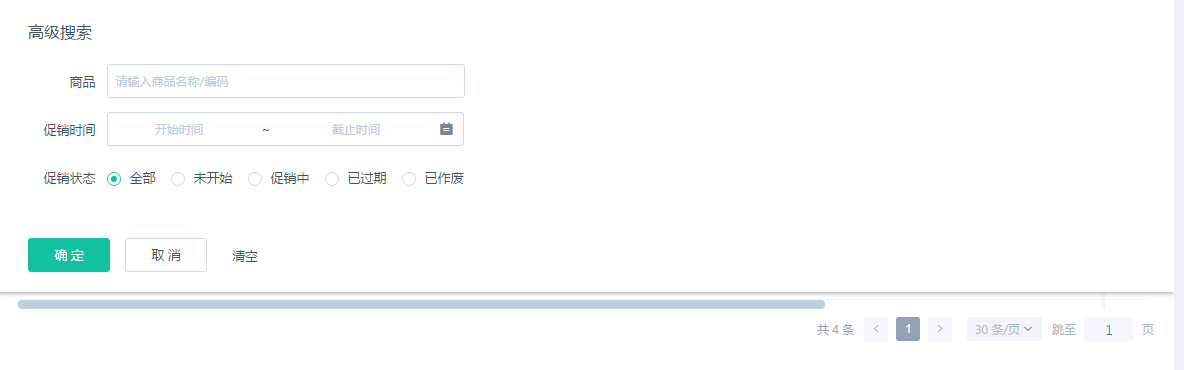 高级搜索
商品 请输入商品名称/编码
促销时间 开始时间 ~ 截止时间
促销状态 全部 未开始 促销中 已过期 已作废
确定 取消 清空
共 4 条 < 1 > 30 条/页 跳至 1 页